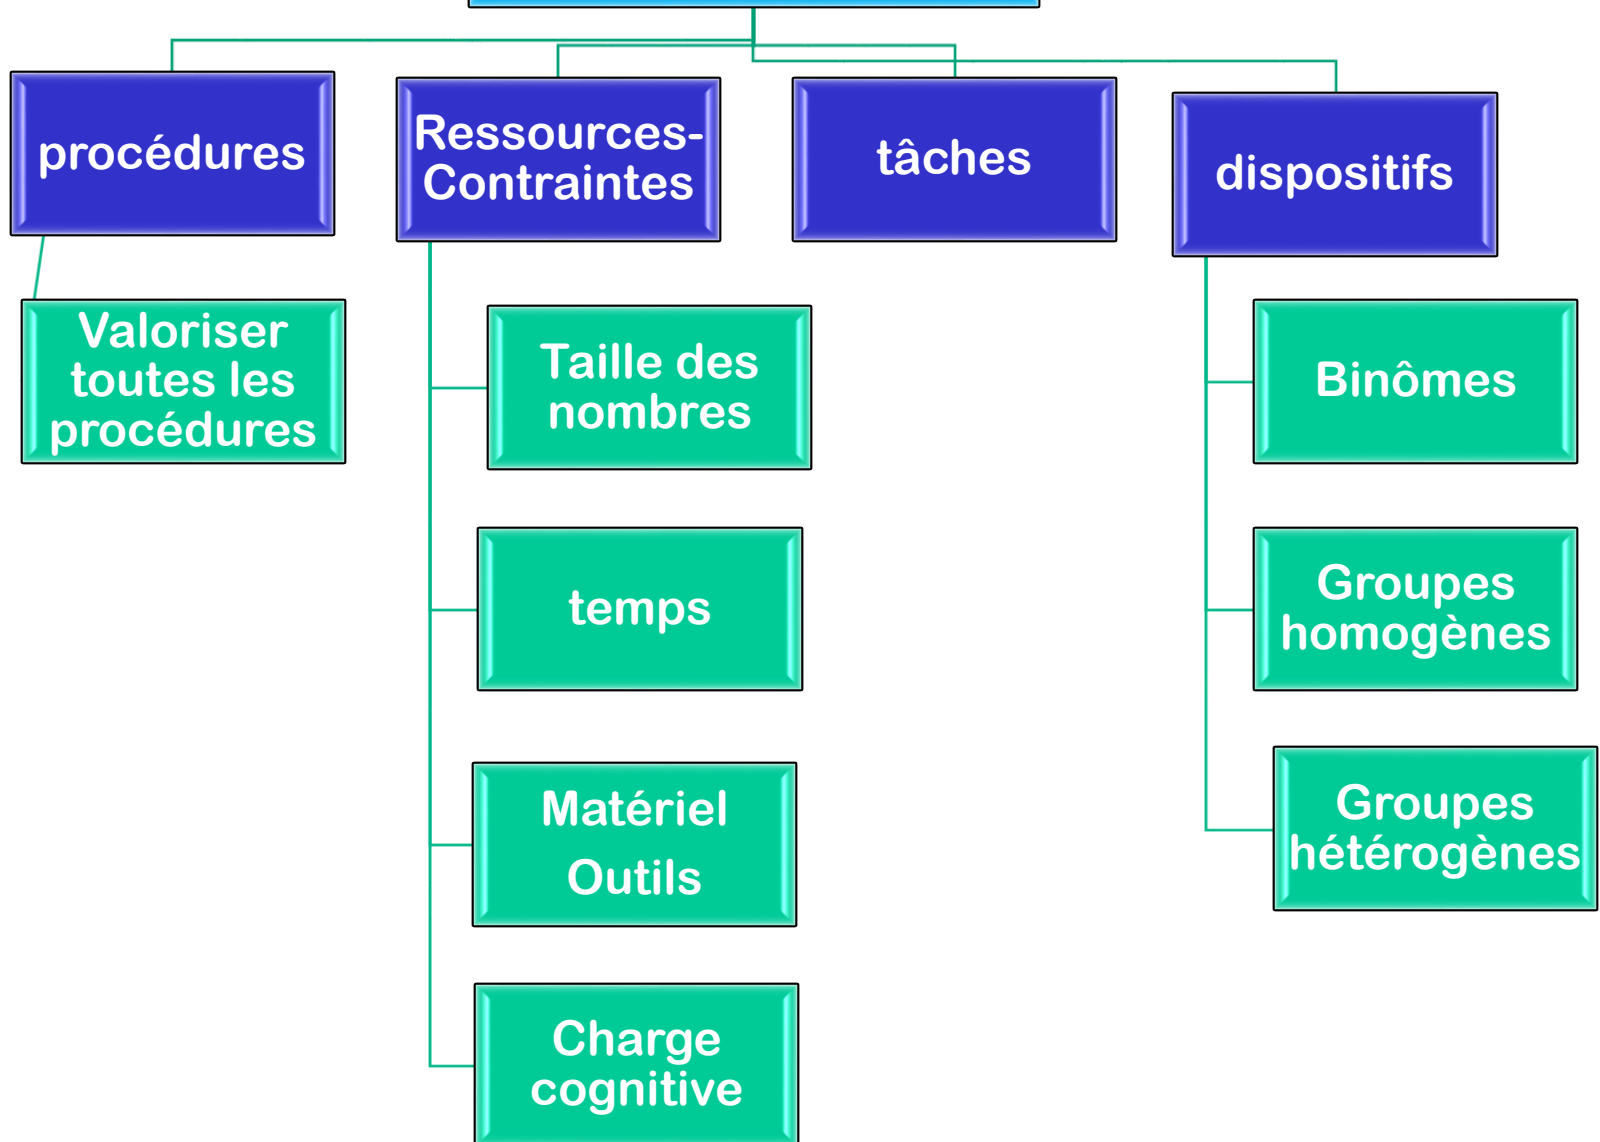 procédures
Ressources-
Contraintes
tâches
dispositifs
Valoriser
toutes les
procédures
Taille des
nombres
temps
Matériel
Outils
Charge
cognitive
Binômes
Groupes
homogènes
Groupes
hétérogènes